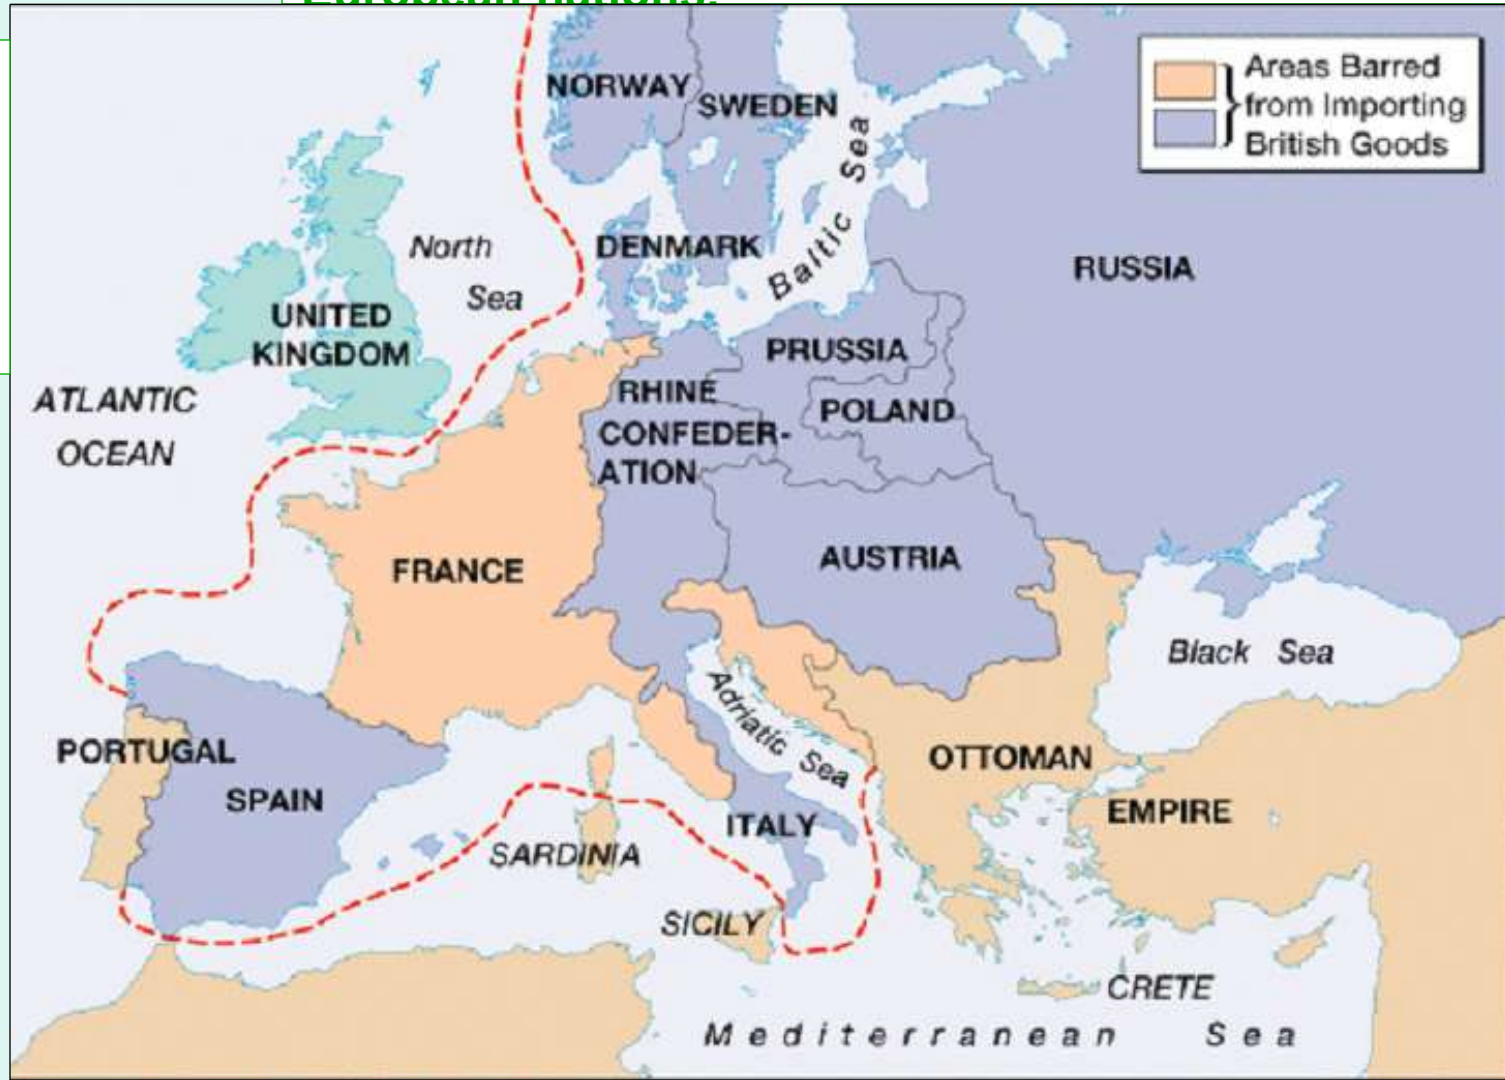 European nations.
NORWAY
SWEDEN
Areas Barred
from Importing
British Goods
Baltic Sea
North
Sea
DENMARK
RUSSIA
UNITED
KINGDOM
PRUSSIA
RHINE
CONFEDER-
ATION
POLAND
ATLANTIC
OCEAN
FRANCE
AUSTRIA
Black Sea
Adriatic Sea
PORTUGAL
SPAIN
OTTOMAN
EMPIRE
ITALY
SARDINIA
SICILY
CRETE
Mediterranean Sea